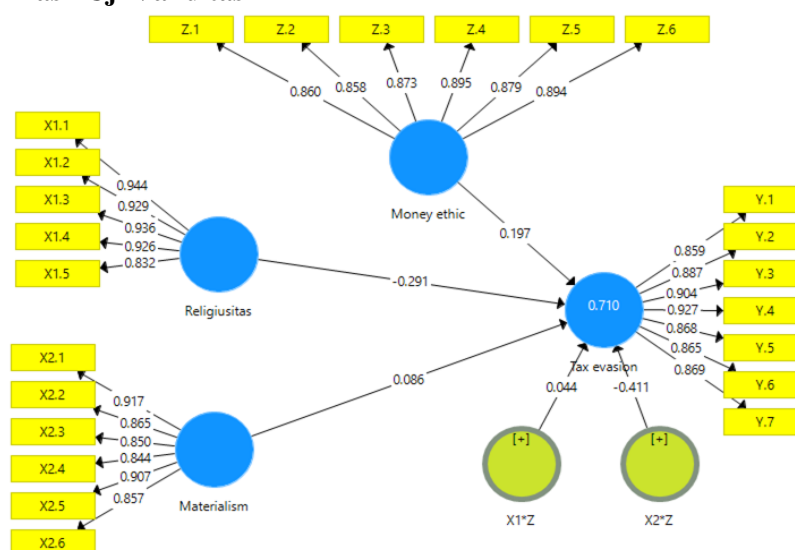 Z.1 Z.2 Z.3 Z.4 Z.5 Z.6
0.860 0.858 0.873 0.895 0.879 0.894
Money ethic
X1.1
X1.2
X1.3
X1.4
X1.5
0.944
0.929
0.936
0.926
0.832
Religiusitas
0.197
-0.291
0.086
X2.1
X2.2
X2.3
X2.4
X2.5
X2.6
0.917
0.865
0.850
0.844
0.907
0.857
Materialism
0.710
Tax evasion
0.859
0.887
0.904
0.927
0.868
0.865
0.869
Y.1
Y.2
Y.3
Y.4
Y.5
Y.6
Y.7
0.044 -0.411
[+] [+]
X1*Z X2*Z